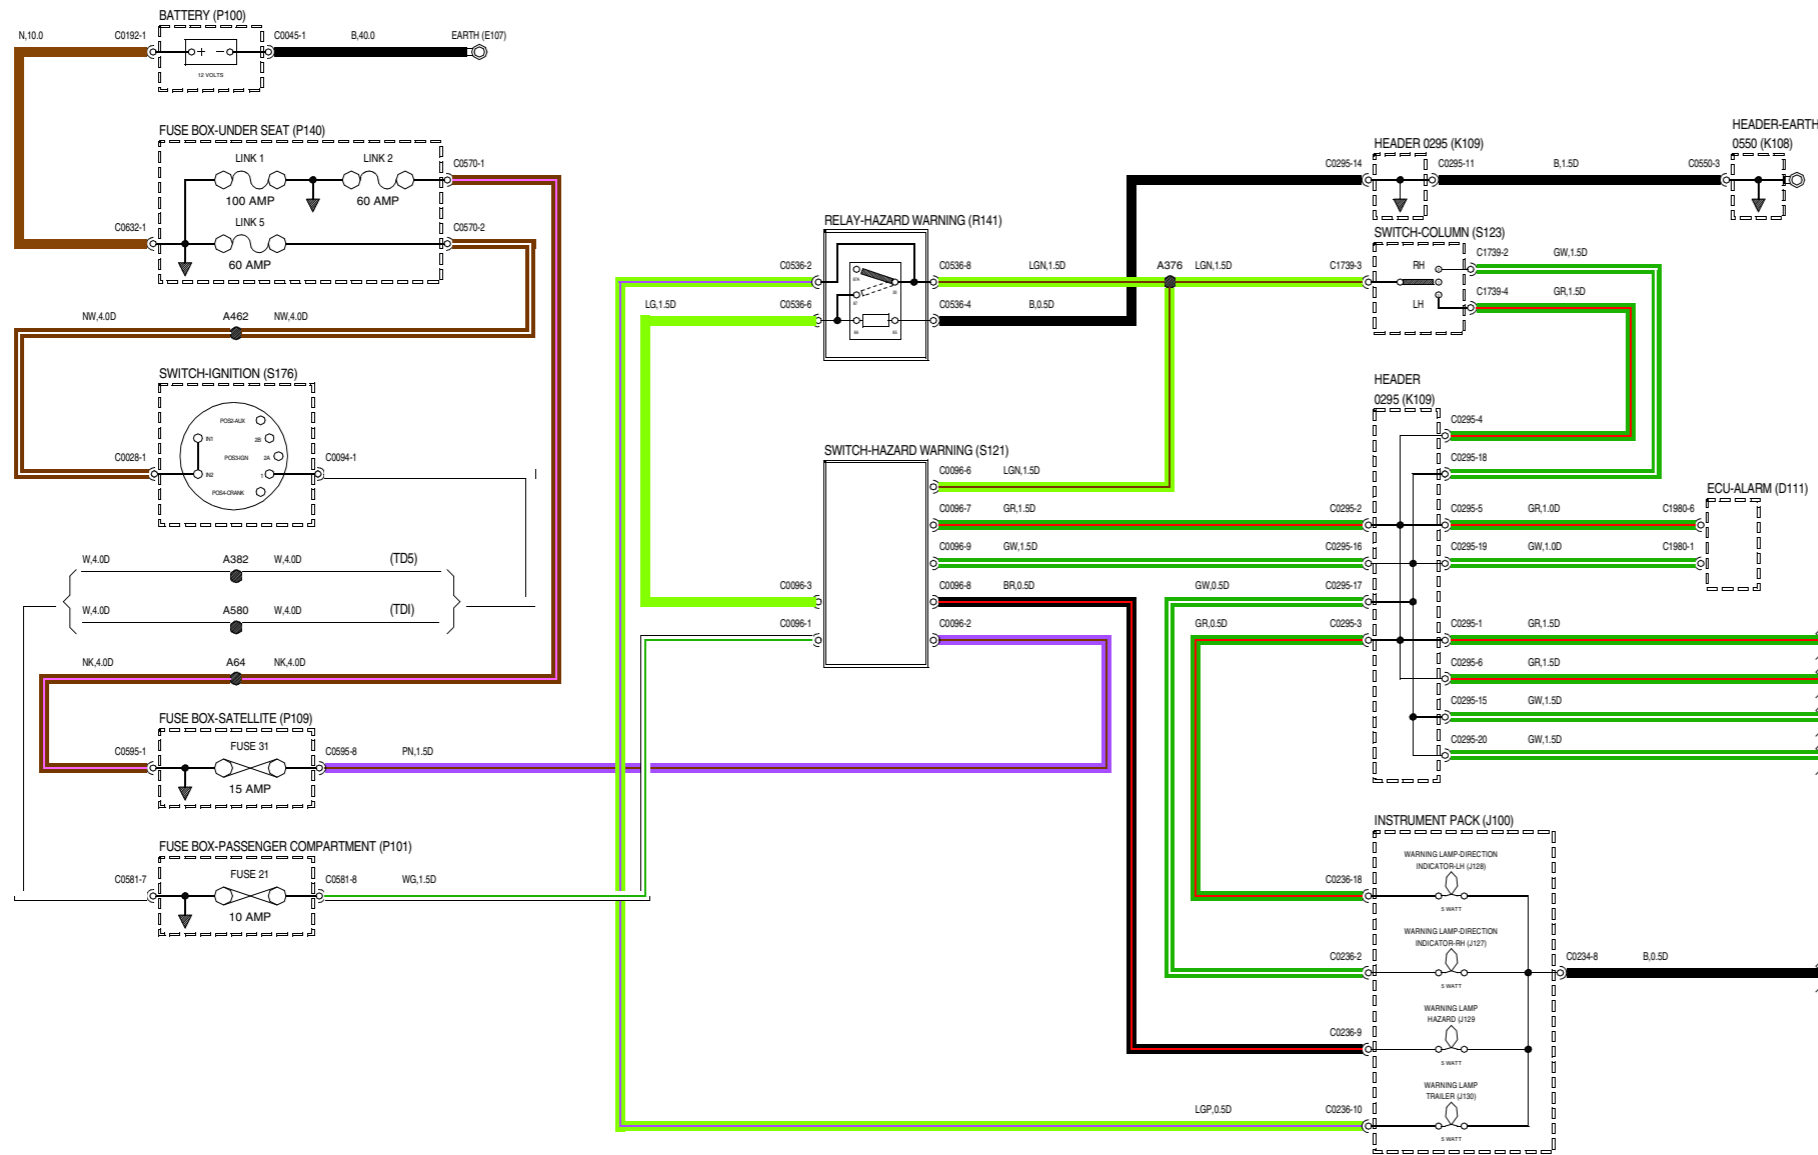 BATTERY (P100)
N,10.0
C0192-1
C0045-1
B,40.0
EARTH (E107)
+ −
12 VOLTS
FUSE BOX-UNDER SEAT (P140)
LINK 1
LINK 2
C0570-1
100 AMP
60 AMP
LINK 5
C0632-1
C0570-2
60 AMP
NW,4.0D
A462
NW,4.0D
SWITCH-IGNITION (S176)
POS2-AUX
IN1
2B
POS3-IGN
2A
C0028-1
C0094-1
IN2
1
POS4-CRANK
W,4.0D
A382
W,4.0D
(TD5)
W,4.0D
A580
W,4.0D
(TDI)
NK,4.0D
A64
NK,4.0D
FUSE BOX-SATELLITE (P109)
FUSE 31
C0595-1
C0595-8
PN,1.5D
15 AMP
FUSE BOX-PASSENGER COMPARTMENT (P101)
FUSE 21
C0581-7
C0581-8
WG,1.5D
10 AMP
RELAY-HAZARD WARNING (R141)
C0536-2
C0536-8
LGN,1.5D
A376
LGN,1.5D
C1739-3
LG,1.5D
C0536-6
C0536-4
B,0.5D
SWITCH-HAZARD WARNING (S121)
C0096-6
LGN,1.5D
C0096-7
GR,1.5D
C0295-2
C0096-9
GW,1.5D
C0295-16
C0096-3
C0096-8
BR,0.5D
GW,0.5D
C0295-17
C0096-1
C0096-2
GR,0.5D
C0295-3
HEADER 0295 (K109)
C0295-14
C0295-11
B,1.5D
C0550-3
HEADER-EARTH
0550 (K108)
SWITCH-COLUMN (S123)
RH
C1739-2
GW,1.5D
LH
C1739-4
GR,1.5D
HEADER
0295 (K109)
C0295-4
C0295-18
C0295-5
GR,1.0D
C1980-6
C0295-19
GW,1.0D
C1980-1
ECU-ALARM (D111)
C0295-1
GR,1.5D
C0295-6
GR,1.5D
C0295-15
GW,1.5D
C0295-20
GW,1.5D
INSTRUMENT PACK (J100)
WARNING LAMP-DIRECTION
INDICATOR-LH (J128)
C0236-18
5 WATT
WARNING LAMP-DIRECTION
INDICATOR-RH (J127)
C0236-2
5 WATT
C0234-8
B,0.5D
WARNING LAMP
HAZARD (J129
C0236-9
5 WATT
WARNING LAMP
TRAILER (J130)
LGP,0.5D
C0236-10
5 WATT